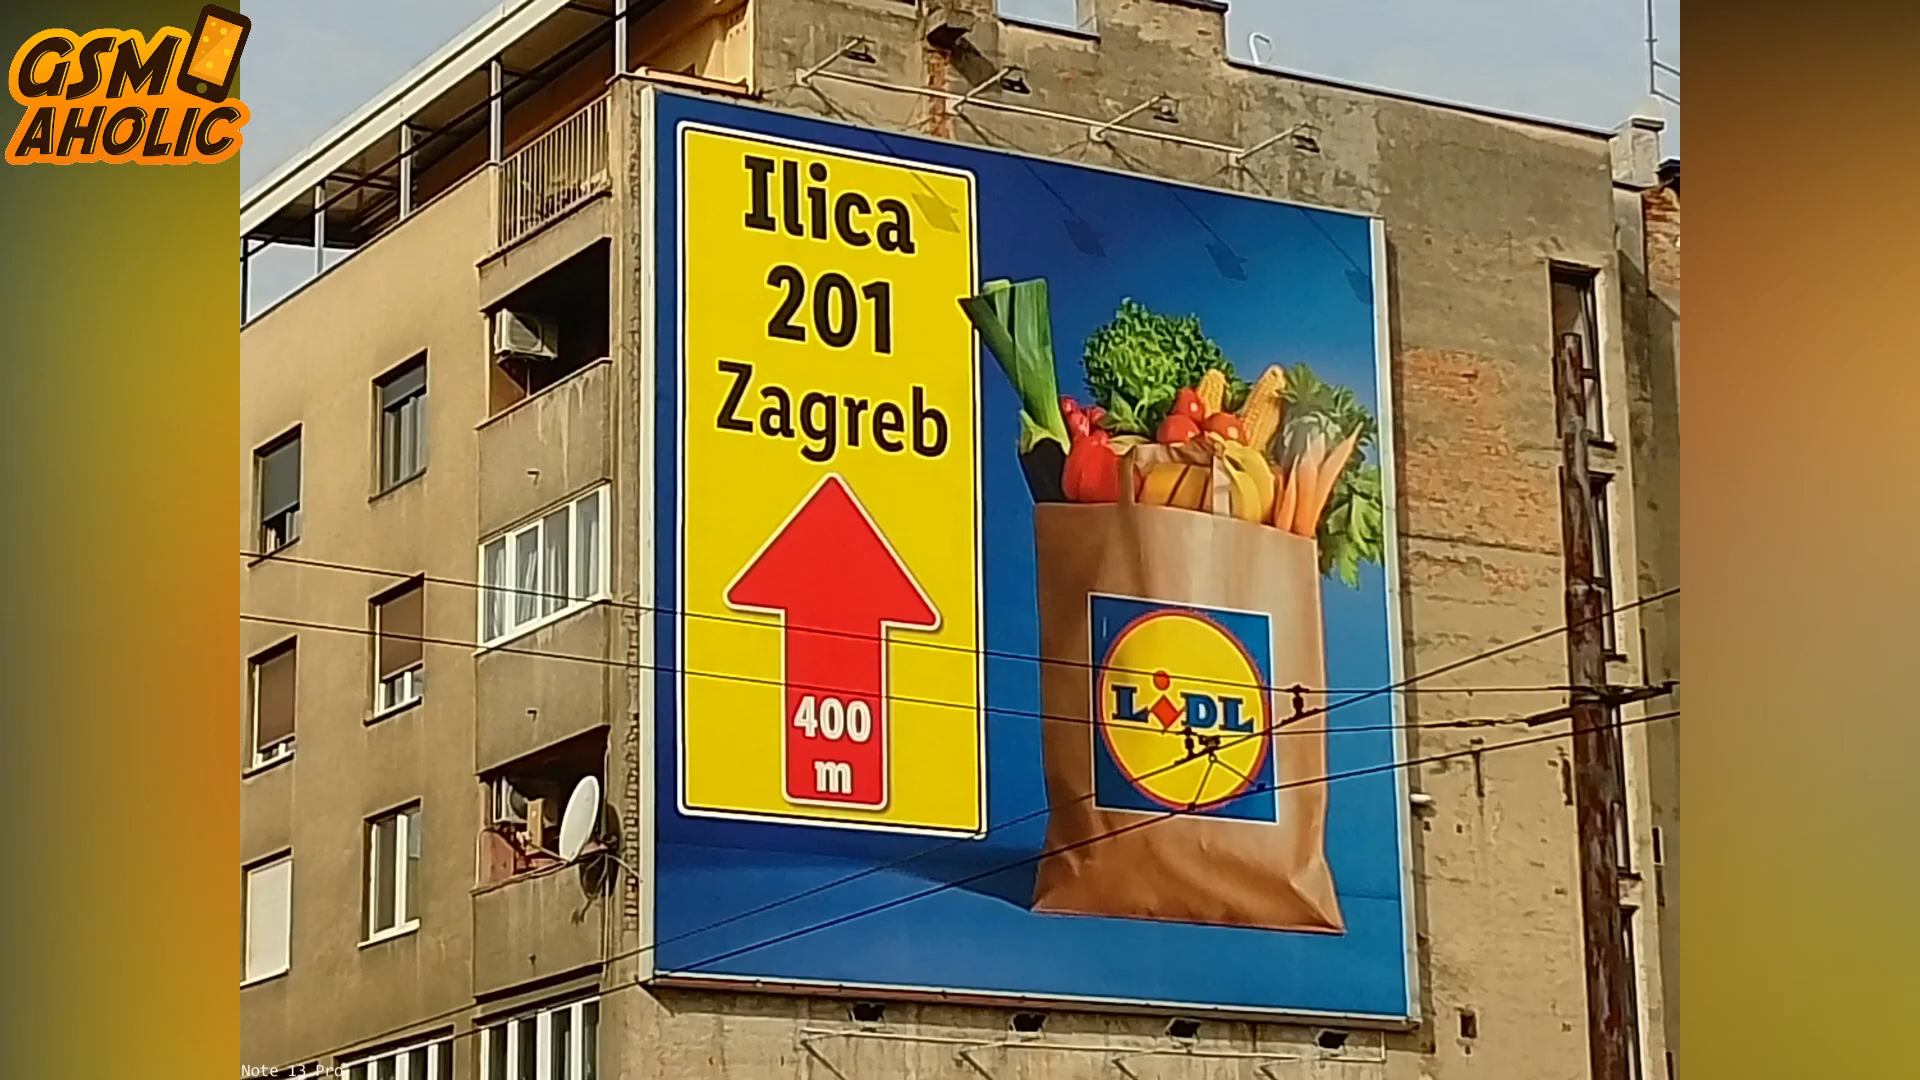 GSM
AHOLIC
Ilica
201
Zagreb
400
m
LIDL
Note 13 Pro